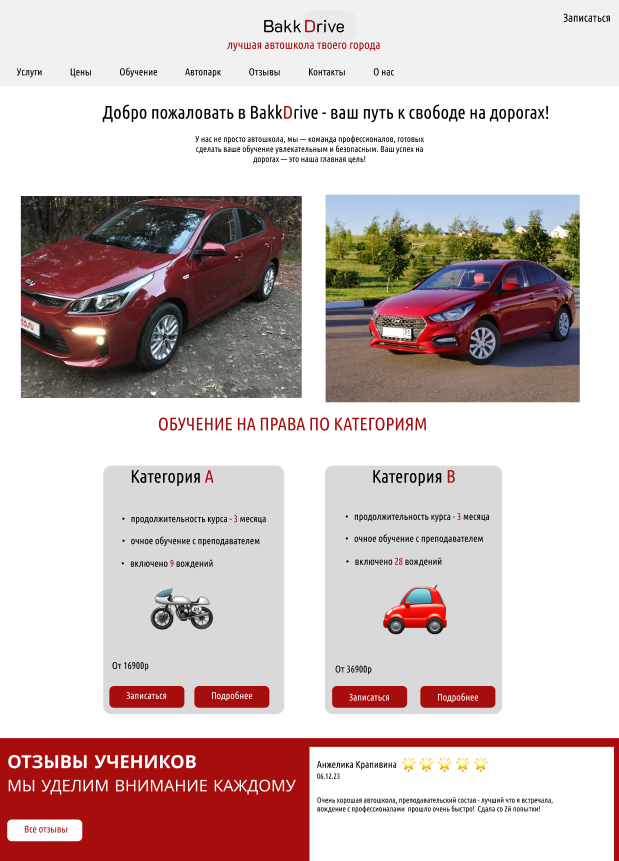 Записаться
Bakk Drive
лучшая автошкола твоего города
Услуги Цены Обучение Автопарк Отзывы Контакты О нас
Добро пожаловать в BakkDrive - ваш путь к свободе на дорогах!
У нас не просто автошкола, мы — команда профессионалов, готовых
сделать ваше обучение увлекательным и безопасным. Ваш успех на
дорогах — это наша главная цель!
ОБУЧЕНИЕ НА ПРАВА ПО КАТЕГОРИЯМ
Категория А
• продолжительность курса - 3 месяца
• очное обучение с преподавателем
• включено 9 вождений
От 16900р
Записаться Подробнее
Категория В
• продолжительность курса - 3 месяца
• очное обучение с преподавателем
• включено 28 вождений
От 36900р
Записаться Подробнее
ОТЗЫВЫ УЧЕНИКОВ
МЫ УДЕЛИМ ВНИМАНИЕ КАЖДОМУ
Все отзывы
Анжелика Крапивина
06.12.23
Очень хорошая автошкола, преподавательский состав - лучший что я встречала,
вождение с профессионалами прошло очень быстро! Сдала со 2й попытки!